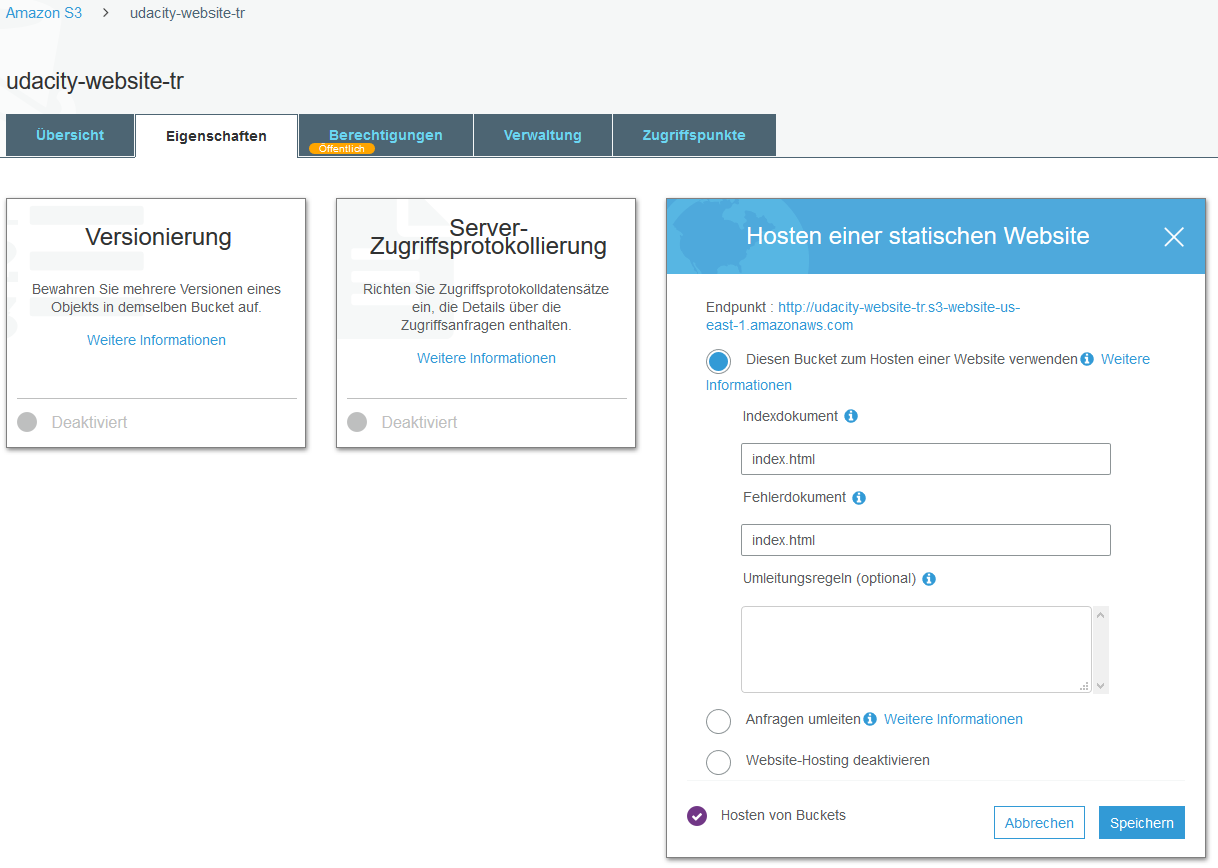 Amazon S3 > udacity-website-tr
udacity-website-tr
Übersicht
Eigenschaften
Berechtigungen
Öffentlich
Verwaltung
Zugriffspunkte
Versionierung
Bewahren Sie mehrere Versionen eines
Objekts in demselben Bucket auf.
Weitere Informationen
Deaktiviert
Server-
Zugriffsprotokollierung
Richten Sie Zugriffsprotokolldatensätze
ein, die Details über die
Zugriffsanfragen enthalten.
Weitere Informationen
Deaktiviert
Hosten einer statischen Website
Endpunkt : http://udacity-website-tr.s3-website-us-
east-1.amazonaws.com
Diesen Bucket zum Hosten einer Website verwenden Weitere
Informationen
Indexdokument
index.html
Fehlerdokument
index.html
Umleitungsregeln (optional)
Anfragen umleiten Weitere Informationen
Website-Hosting deaktivieren
Hosten von Buckets
Abbrechen
Speichern